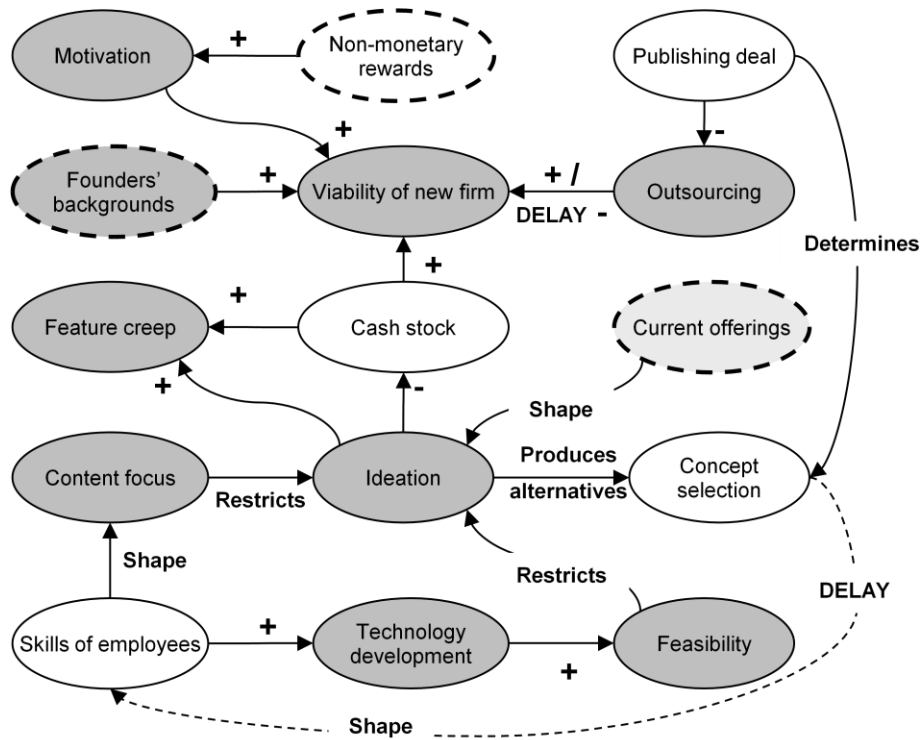 +
Motivation
Non-monetary
rewards
Publishing deal
+
-
Founders'
backgrounds
+
Viability of new firm
+ /
DELAY -
Outsourcing
Determines
+
+
Feature creep
Cash stock
Current offerings
+
-
Shape
Content focus
Restricts
Ideation
Produces
alternatives
Concept
selection
Shape
Restricts
DELAY
Skills of employees
+
Technology
development
+
Feasibility
Shape